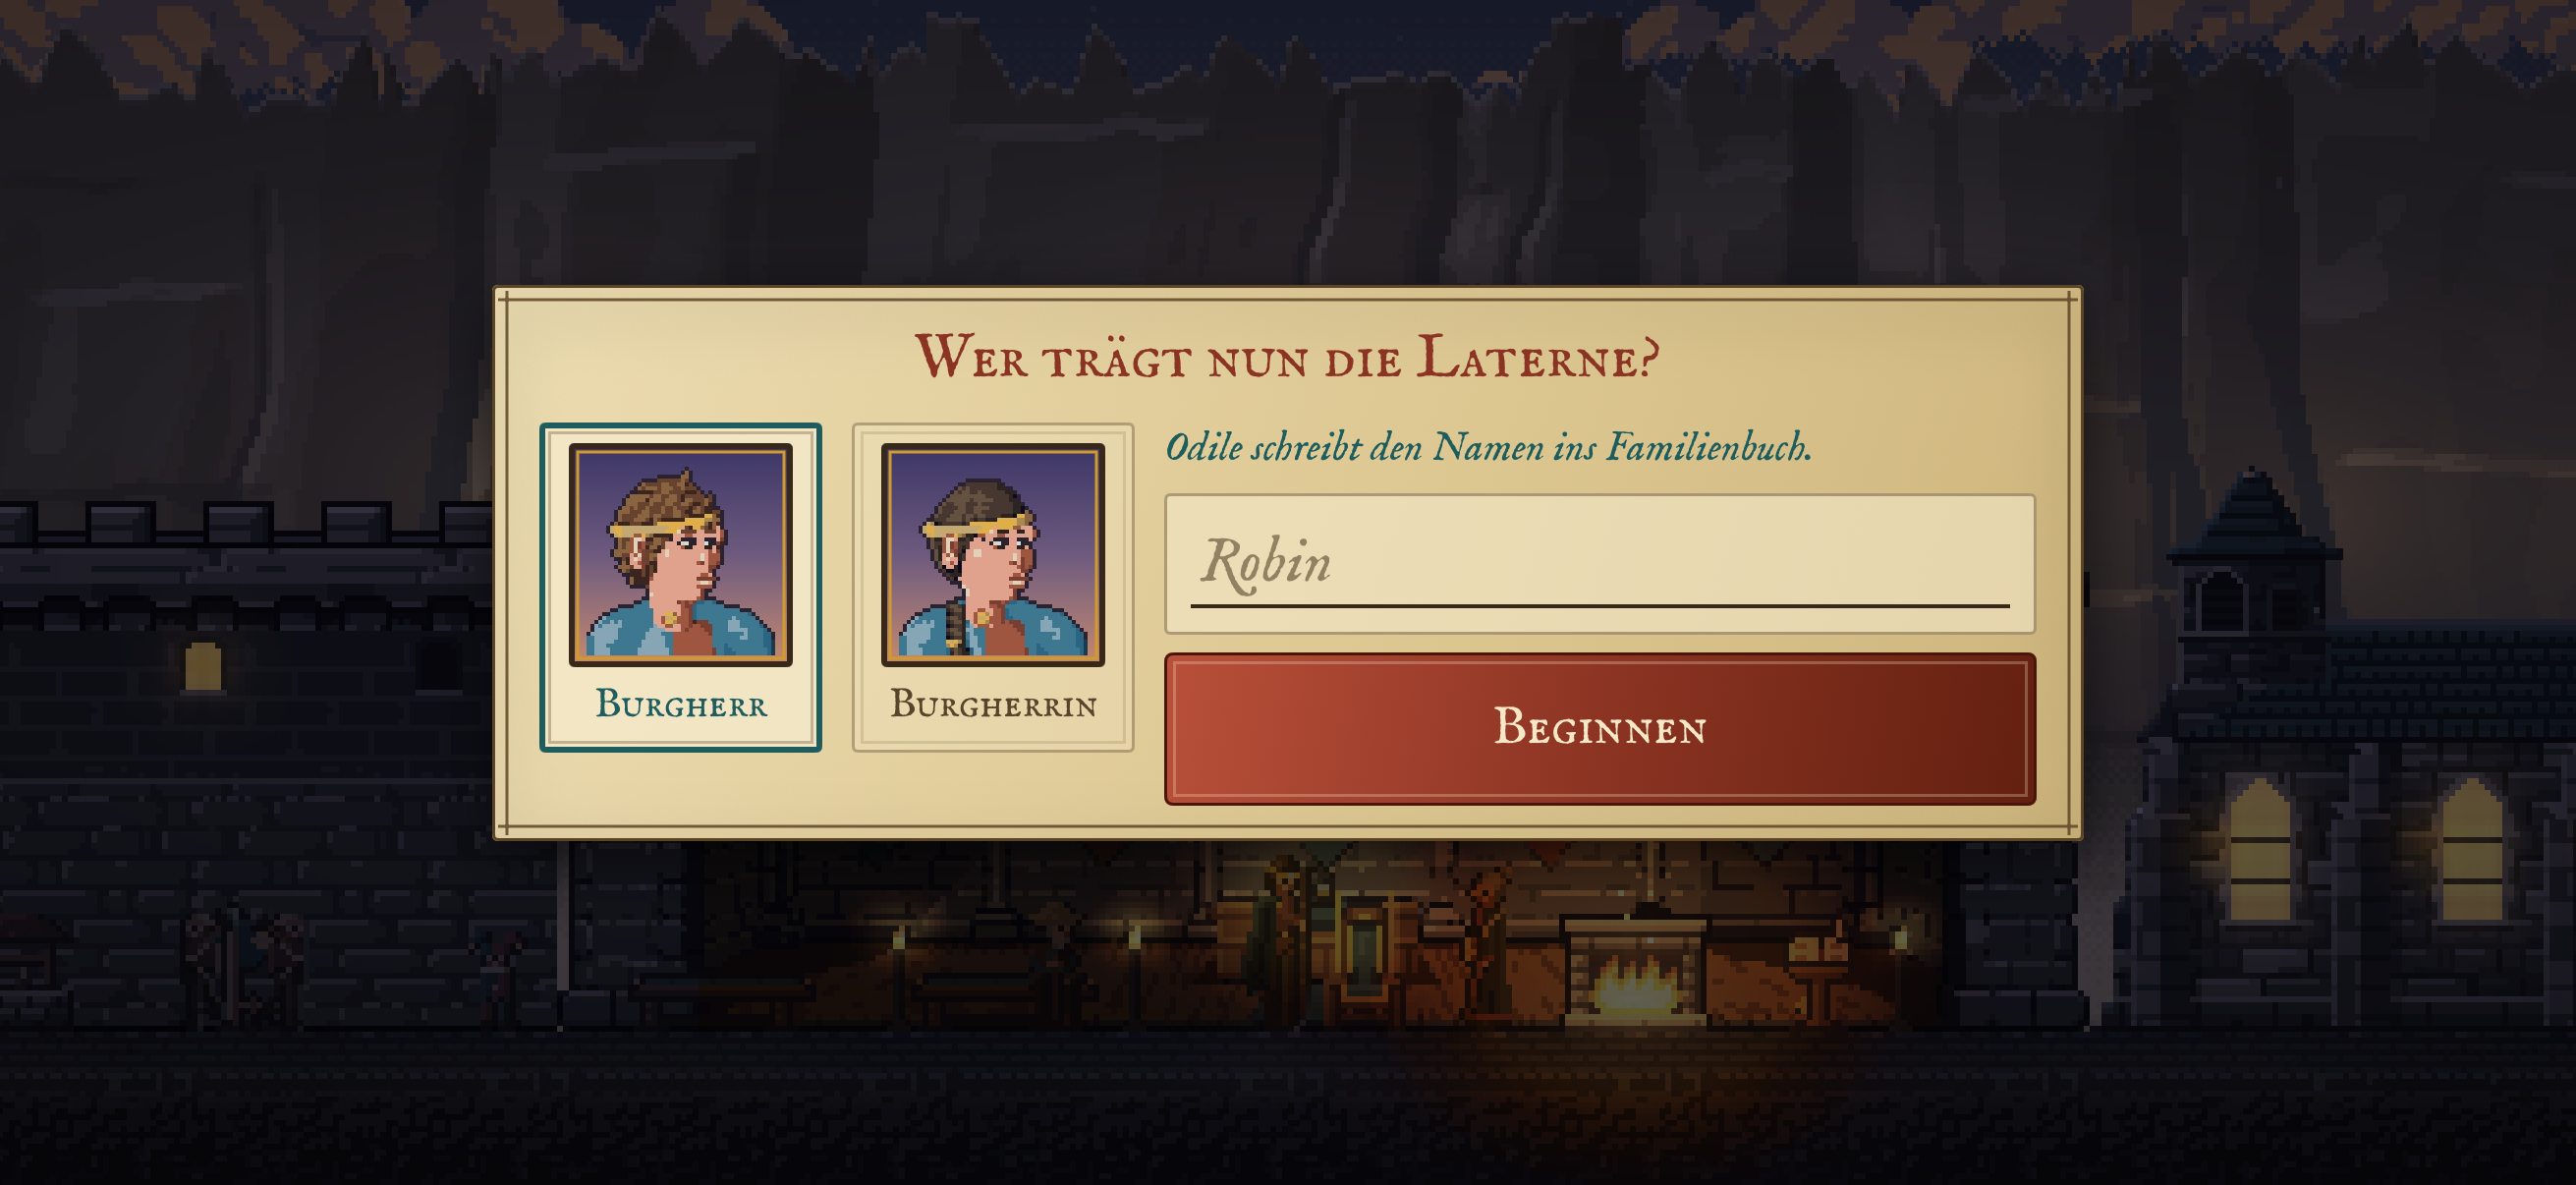 Wer trägt nun die Laterne?
Odile schreibt den Namen ins Familienbuch.
Robin
Burgherr
Burgherrin
Beginnen